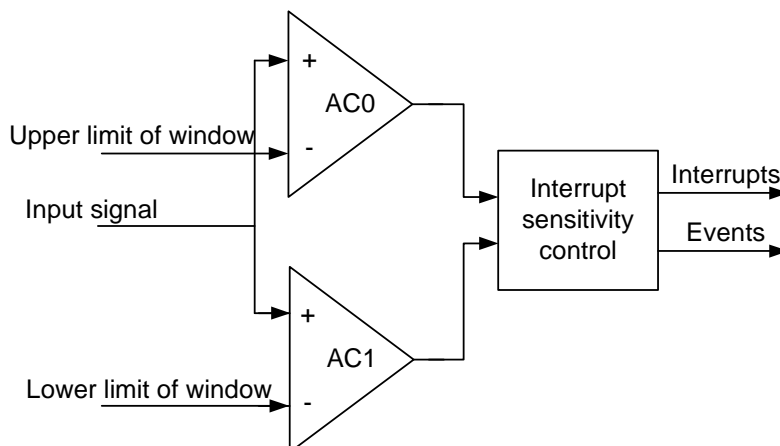 +
AC0
Upper limit of window
-
Input signal
Interrupt
sensitivity
control
Interrupts
Events
+
AC1
Lower limit of window
-